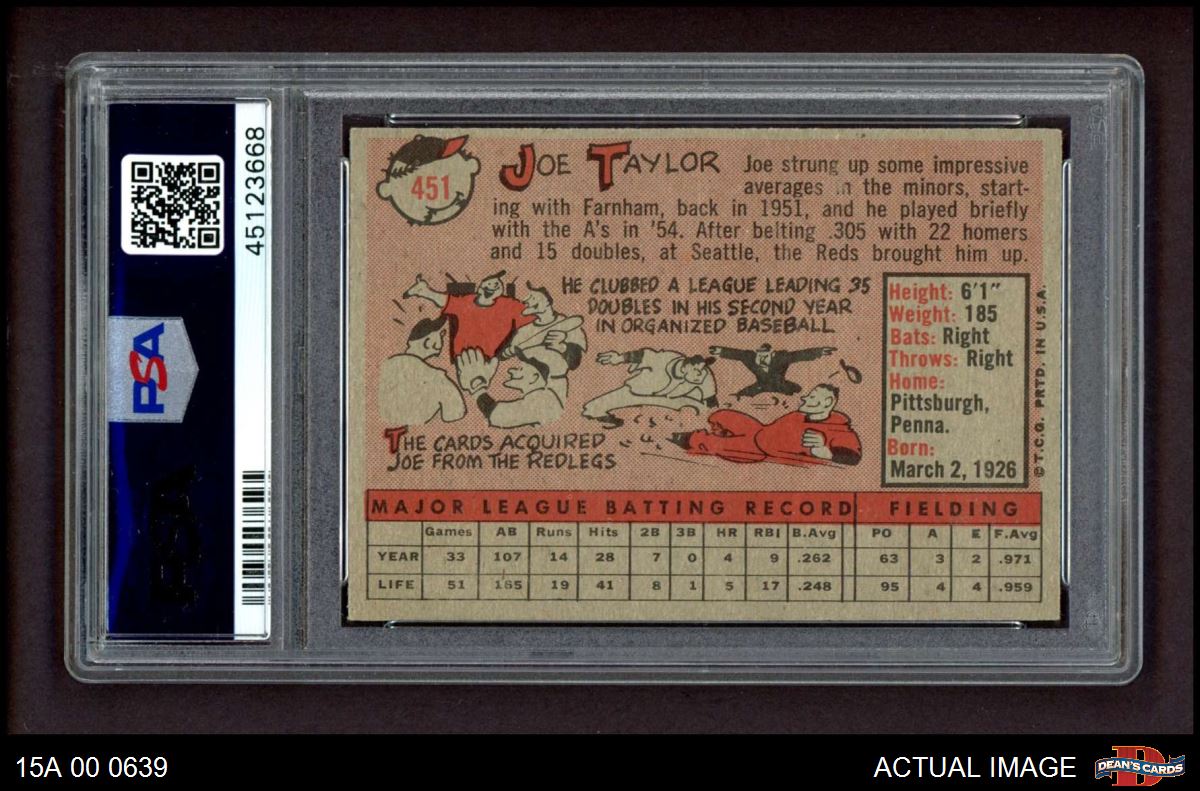 45123668
PSA
451
JOE TAYLOR
Joe strung up some impressive
averages in the minors, start-
ing with Farnham, back in 1951, and he played briefly
with the A's in '54. After belting .305 with 22 homers
and 15 doubles, at Seattle, the Reds brought him up.
HE CLUBBED A LEAGUE LEADING 35
DOUBLES IN HIS SECOND YEAR
IN ORGANIZED BASEBALL
THE CARDS ACQUIRED
JOE FROM THE REDLEGS
Height: 6'1"
Weight: 185
Bats: Right
Throws: Right
Home:
Pittsburgh,
Penna.
Born:
March 2, 1926
©T.C.G. PRTD. IN U.S.A.
MAJOR LEAGUE BATTING RECORD FIELDING
Games AB Runs Hits 2B 3B HR RBI B.Avg PO A E F.Avg
YEAR 33 107 14 28 7 0 4 9 .262 63 3 2 .971
LIFE 51 165 19 41 8 1 5 17 .248 95 4 4 .959
15A 00 0639
ACTUAL IMAGE
D
DEAN'S CARDS